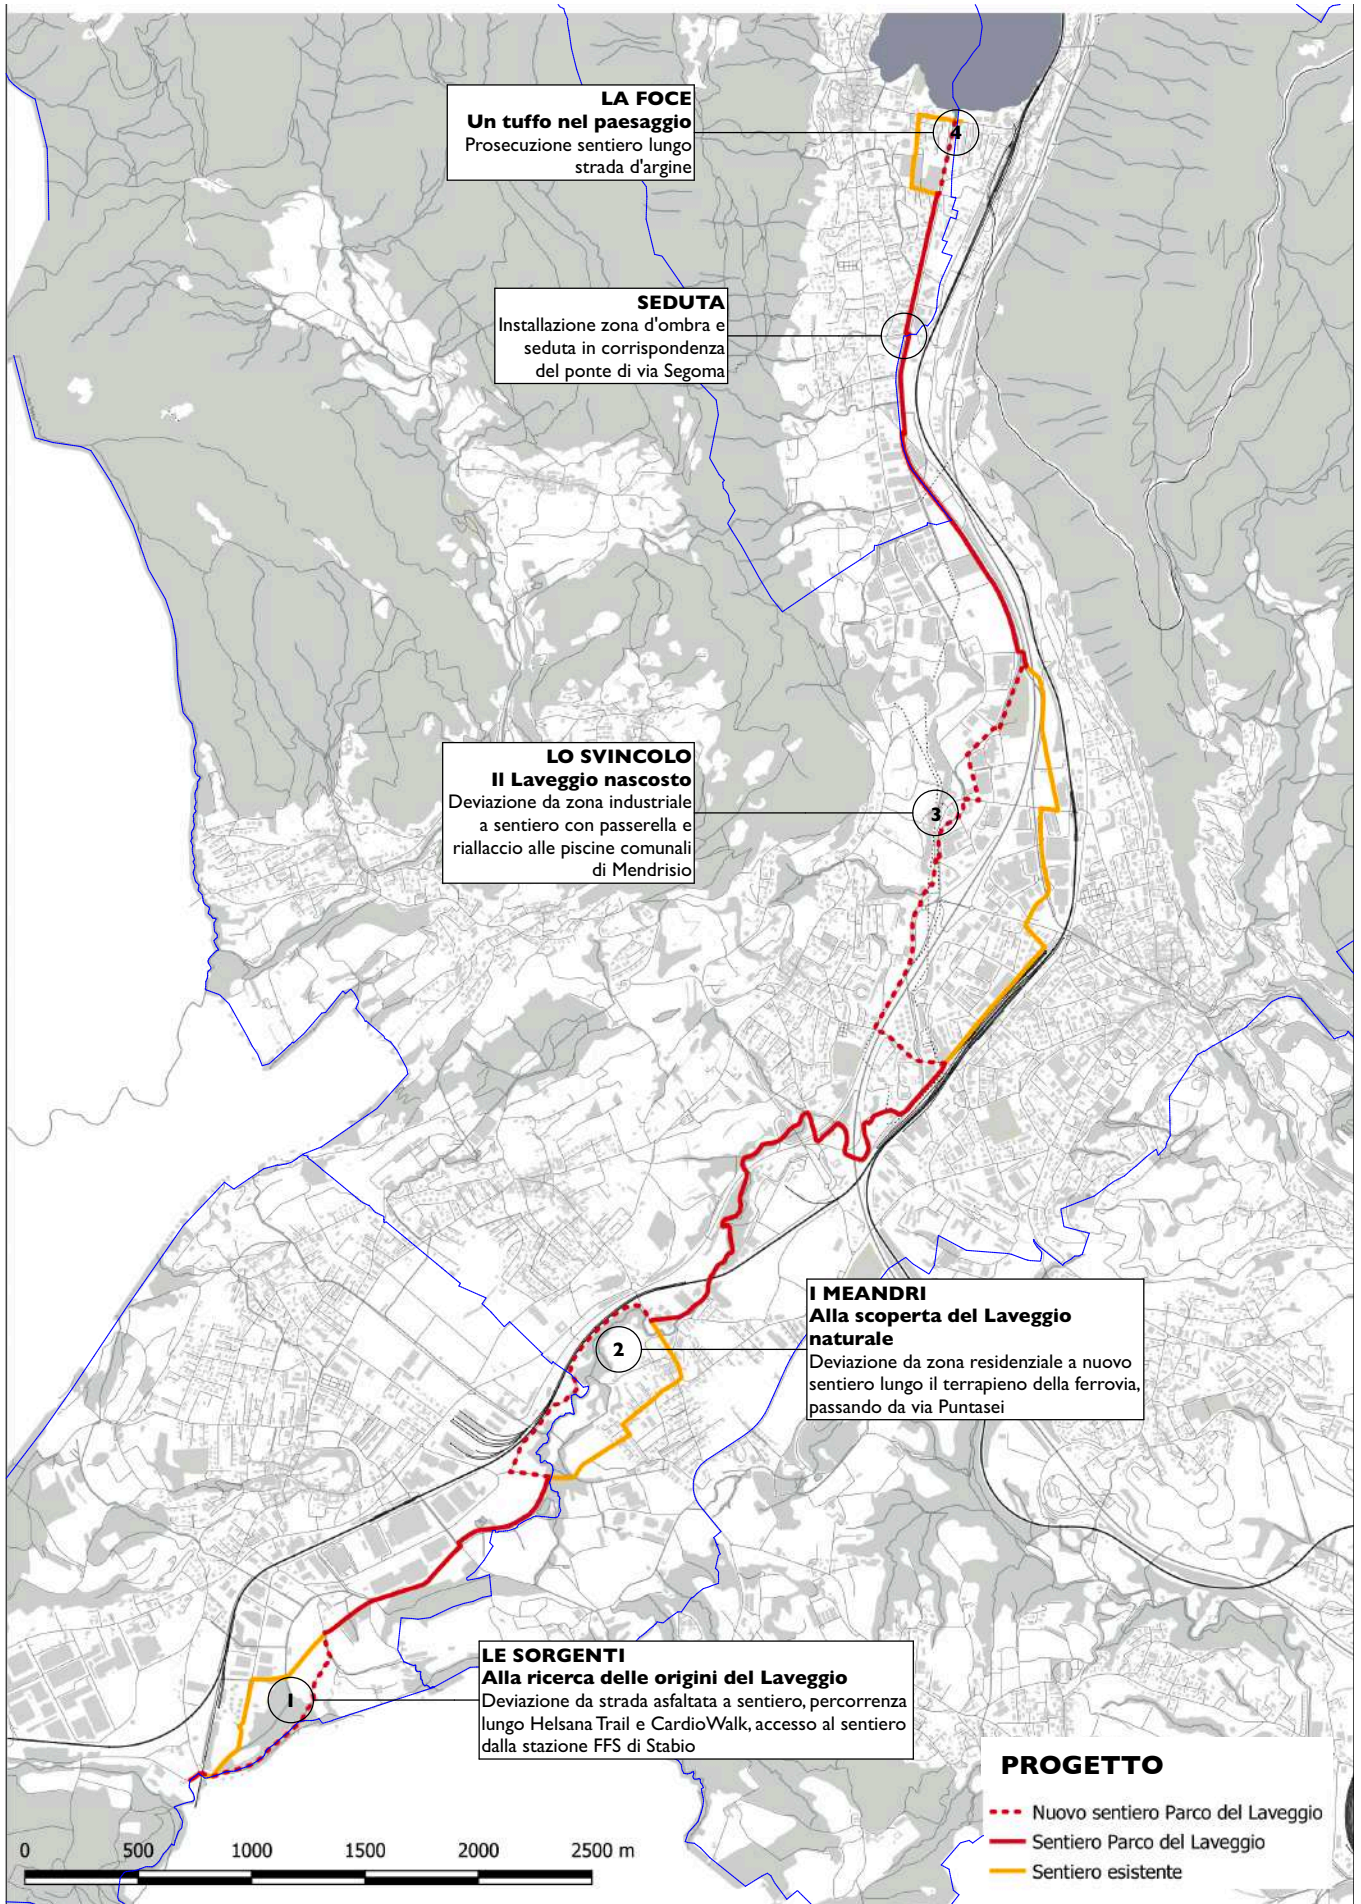 LA FOCE
Un tuffo nel paesaggio
Prosecuzione sentiero lungo
strada d'argine
4
SEDUTA
Installazione zona d'ombra e
seduta in corrispondenza
del ponte di via Segoma
LO SVINCOLO
Il Laveggio nascosto
Deviazione da zona industriale
a sentiero con passerella e
riallaccio alle piscine comunali
di Mendrisio
3
I MEANDRI
Alla scoperta del Laveggio
naturale
Deviazione da zona residenziale a nuovo
sentiero lungo il terrapieno della ferrovia,
passando da via Puntasei
2
LE SORGENTI
Alla ricerca delle origini del Laveggio
Deviazione da strada asfaltata a sentiero, percorrenza
lungo Helsana Trail e CardioWalk, accesso al sentiero
dalla stazione FFS di Stabio
1
PROGETTO
Nuovo sentiero Parco del Laveggio
Sentiero Parco del Laveggio
Sentiero esistente
0 500 1000 1500 2000 2500 m